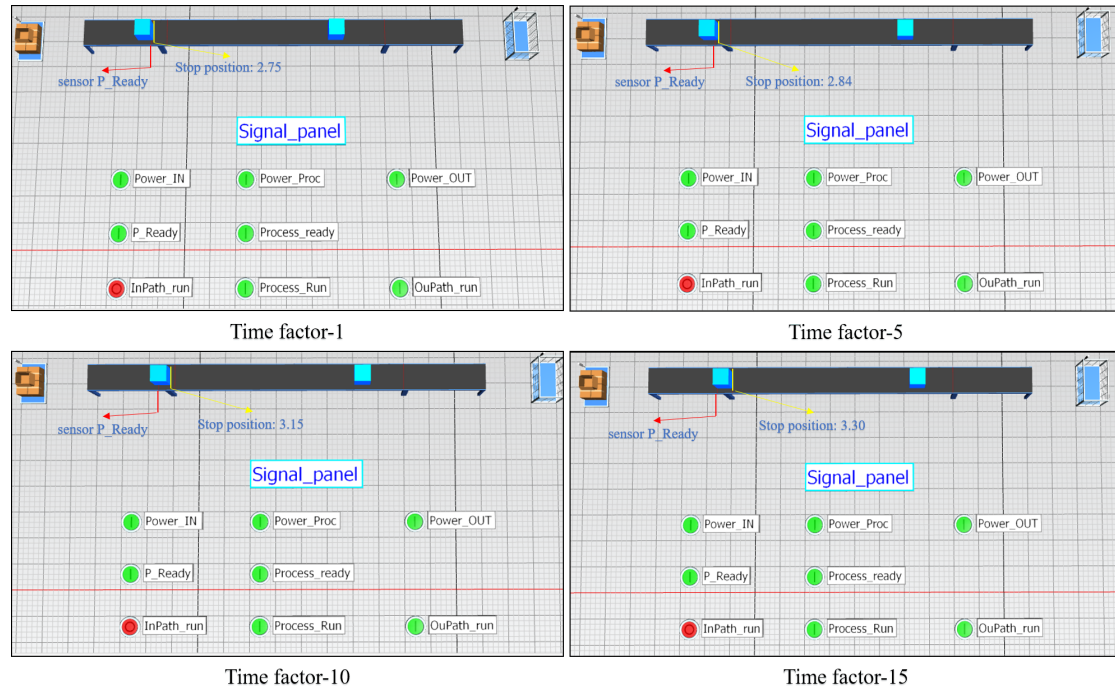 sensor P_Ready
Stop position: 2.75
Signal_panel
Power_IN
Power_Proc
Power_OUT
P_Ready
Process_ready
InPath_run
Process_Run
OuPath_run
Time factor-1
sensor P_Ready
Stop position: 2.84
Signal_panel
Power_IN
Power_Proc
Power_OUT
P_Ready
Process_ready
InPath_run
Process_Run
OuPath_run
Time factor-5
sensor P_Ready
Stop position: 3.15
Signal_panel
Power_IN
Power_Proc
Power_OUT
P_Ready
Process_ready
InPath_run
Process_Run
OuPath_run
Time factor-10
sensor P_Ready
Stop position: 3.30
Signal_panel
Power_IN
Power_Proc
Power_OUT
P_Ready
Process_ready
InPath_run
Process_Run
OuPath_run
Time factor-15